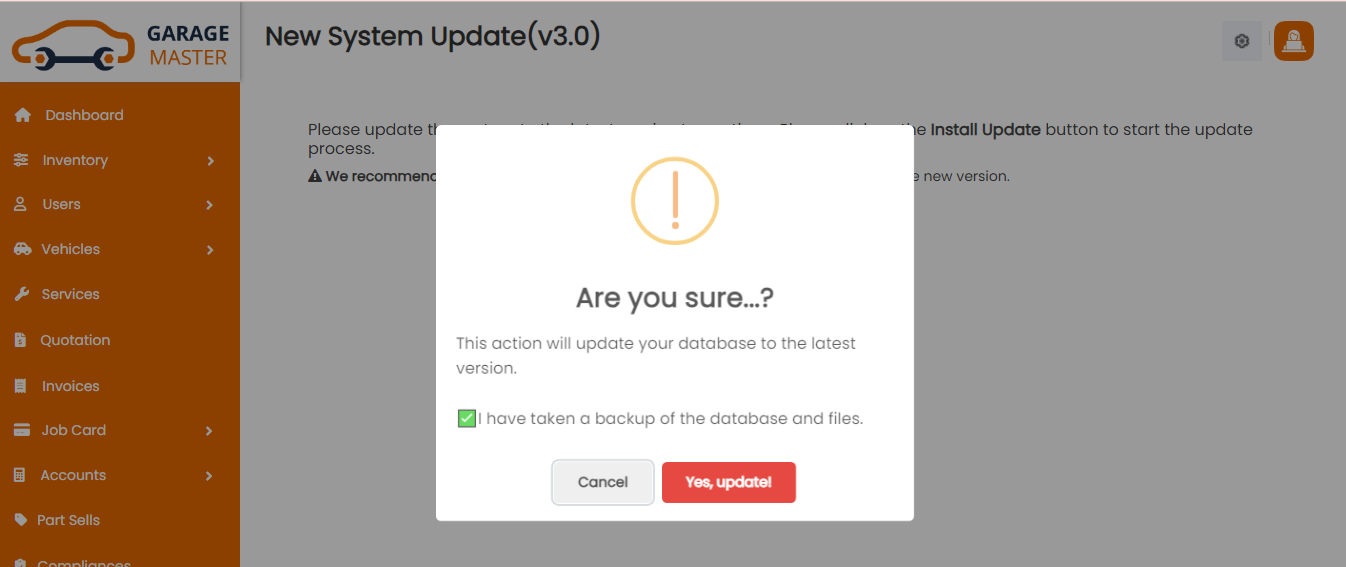 GARAGE
MASTER
New System Update(v3.0)
Dashboard
Inventory
Users
Vehicles
Services
Quotation
Invoices
Job Card
Accounts
Part Sells
Compliances
Please update the Install Update button to start the update
process.
We recommend new version.
Are you sure...?
This action will update your database to the latest
version.
I have taken a backup of the database and files.
Cancel
Yes, update!